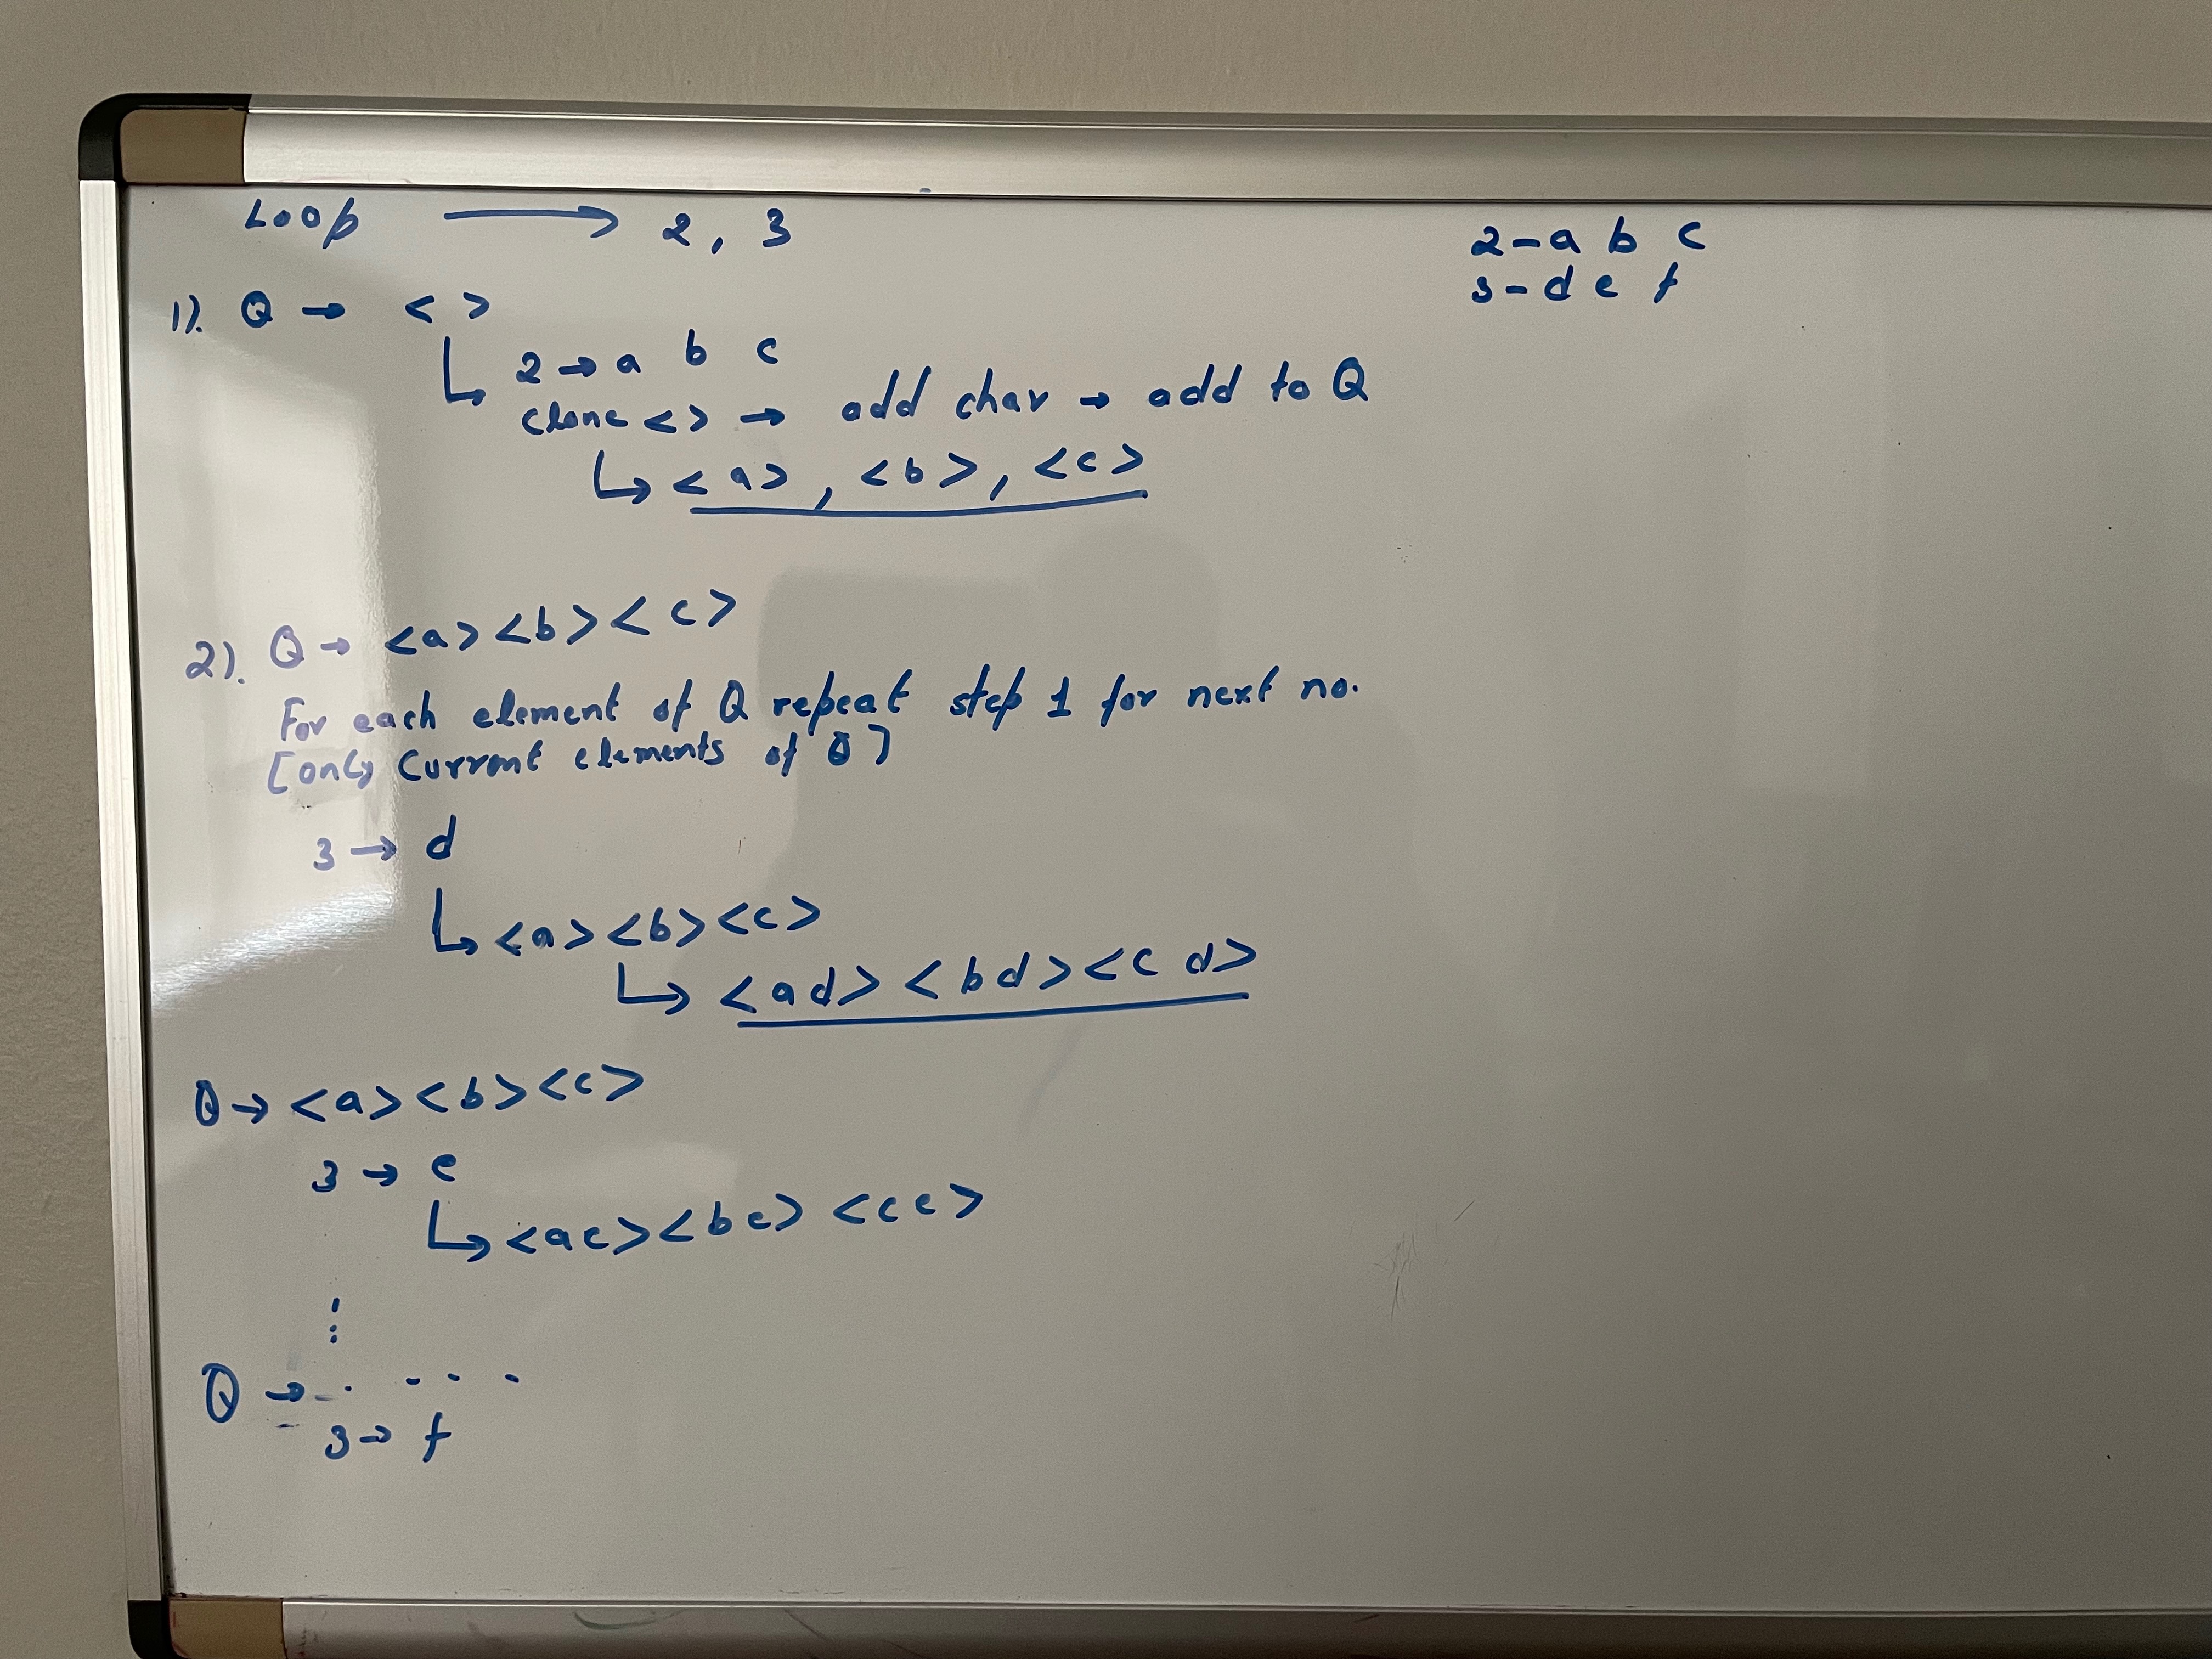 Loop → 2, 3
2 - a b c
3 - d e f
1). Q → < >
2 → a b c
clone < > → add char → add to Q
<a>, <b>, <c>
2). Q → <a> <b> <c>
For each element of Q repeat step 1 for next no.
[only current elements of Q]
3 → d
<a> <b> <c>
<ad> <bd> <c d>
Q → <a> <b> <c>
3 → e
<ae> <be> <ce>
⋮
Q → . . . . .
3 → f